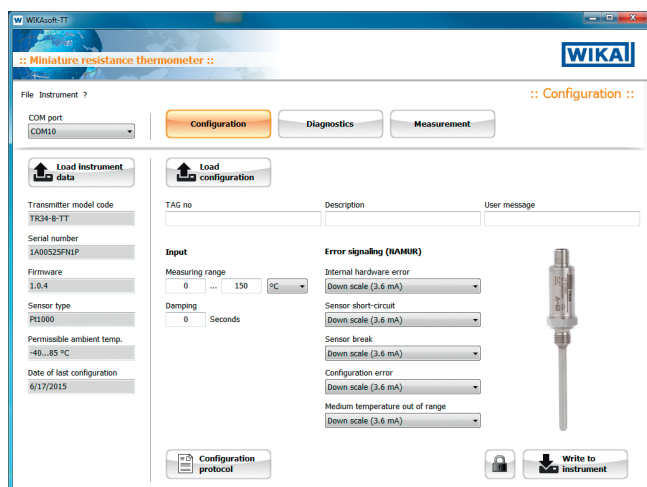 W WIKAsoft-TT
:: Miniature resistance thermometer ::
WIKA
File Instrument ?
:: Configuration ::
COM port
COM10
Configuration
Diagnostics
Measurement
Load instrument
data
Load
configuration
Transmitter model code
TR34-B-TT
Serial number
1A00525FN1P
Firmware
1.0.4
Sensor type
Pt1000
Permissible ambient temp.
-40...85 ºC
Date of last configuration
6/17/2015
TAG no
Description
User message
Input
Measuring range
0 ... 150 ºC
Damping
0 Seconds
Error signaling (NAMUR)
Internal hardware error
Down scale (3.6 mA)
Sensor short-circuit
Down scale (3.6 mA)
Sensor break
Down scale (3.6 mA)
Configuration error
Down scale (3.6 mA)
Medium temperature out of range
Down scale (3.6 mA)
Configuration
protocol
Write to
instrument